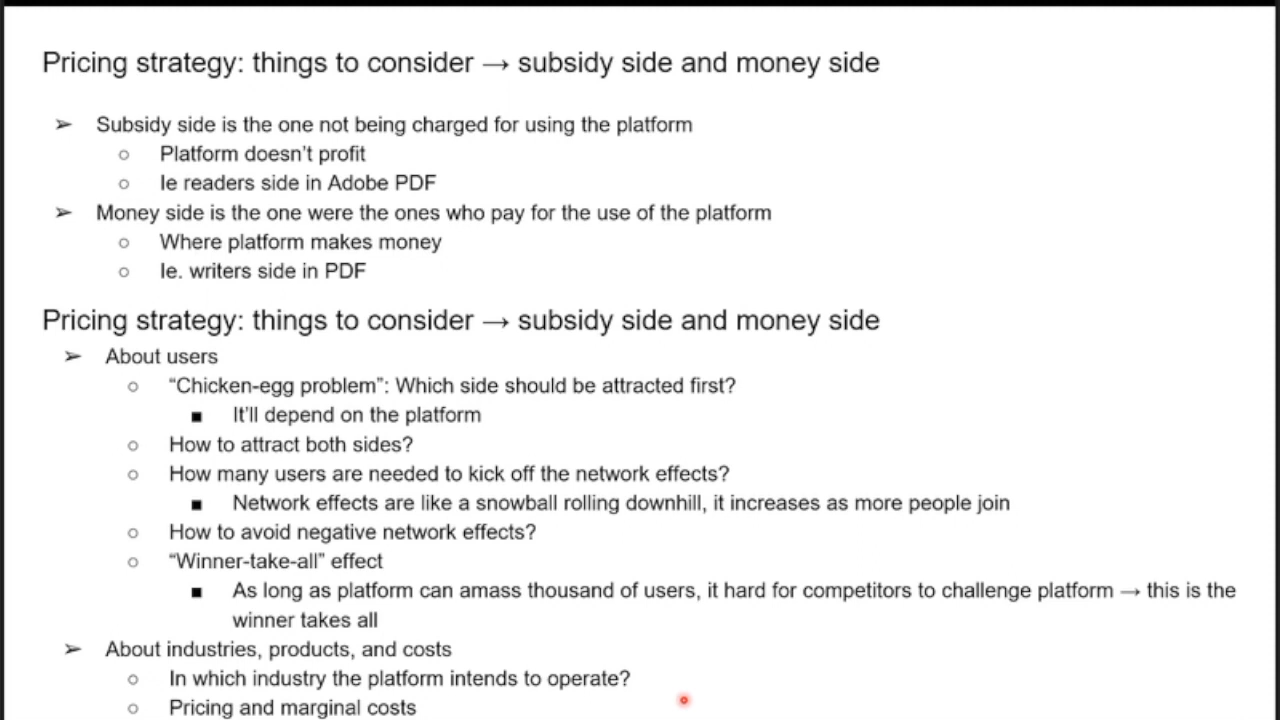 Pricing strategy: things to consider → subsidy side and money side
➢ Subsidy side is the one not being charged for using the platform
○ Platform doesn't profit
○ Ie readers side in Adobe PDF
➢ Money side is the one were the ones who pay for the use of the platform
○ Where platform makes money
○ Ie. writers side in PDF
Pricing strategy: things to consider → subsidy side and money side
➢ About users
○ “Chicken-egg problem”: Which side should be attracted first?
■ It’ll depend on the platform
○ How to attract both sides?
○ How many users are needed to kick off the network effects?
■ Network effects are like a snowball rolling downhill, it increases as more people join
○ How to avoid negative network effects?
○ “Winner-take-all” effect
■ As long as platform can amass thousand of users, it hard for competitors to challenge platform → this is the
winner takes all
➢ About industries, products, and costs
○ In which industry the platform intends to operate?
○ Pricing and marginal costs